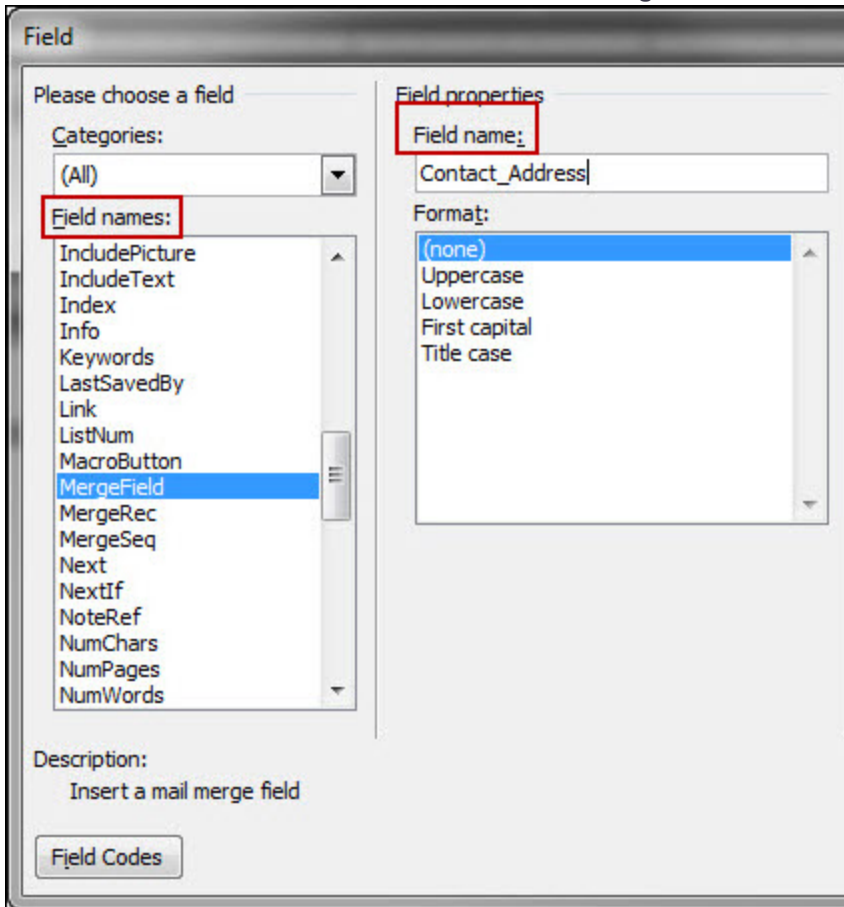 Field
Please choose a field
Categories:
(All)
Field names:
IncludePicture
IncludeText
Index
Info
Keywords
LastSavedBy
Link
ListNum
MacroButton
MergeField
MergeRec
MergeSeq
Next
NextIf
NoteRef
NumChars
NumPages
NumWords
Field properties
Field name:
Contact_Address
Format:
(none)
Uppercase
Lowercase
First capital
Title case
Description:
Insert a mail merge field
Field Codes